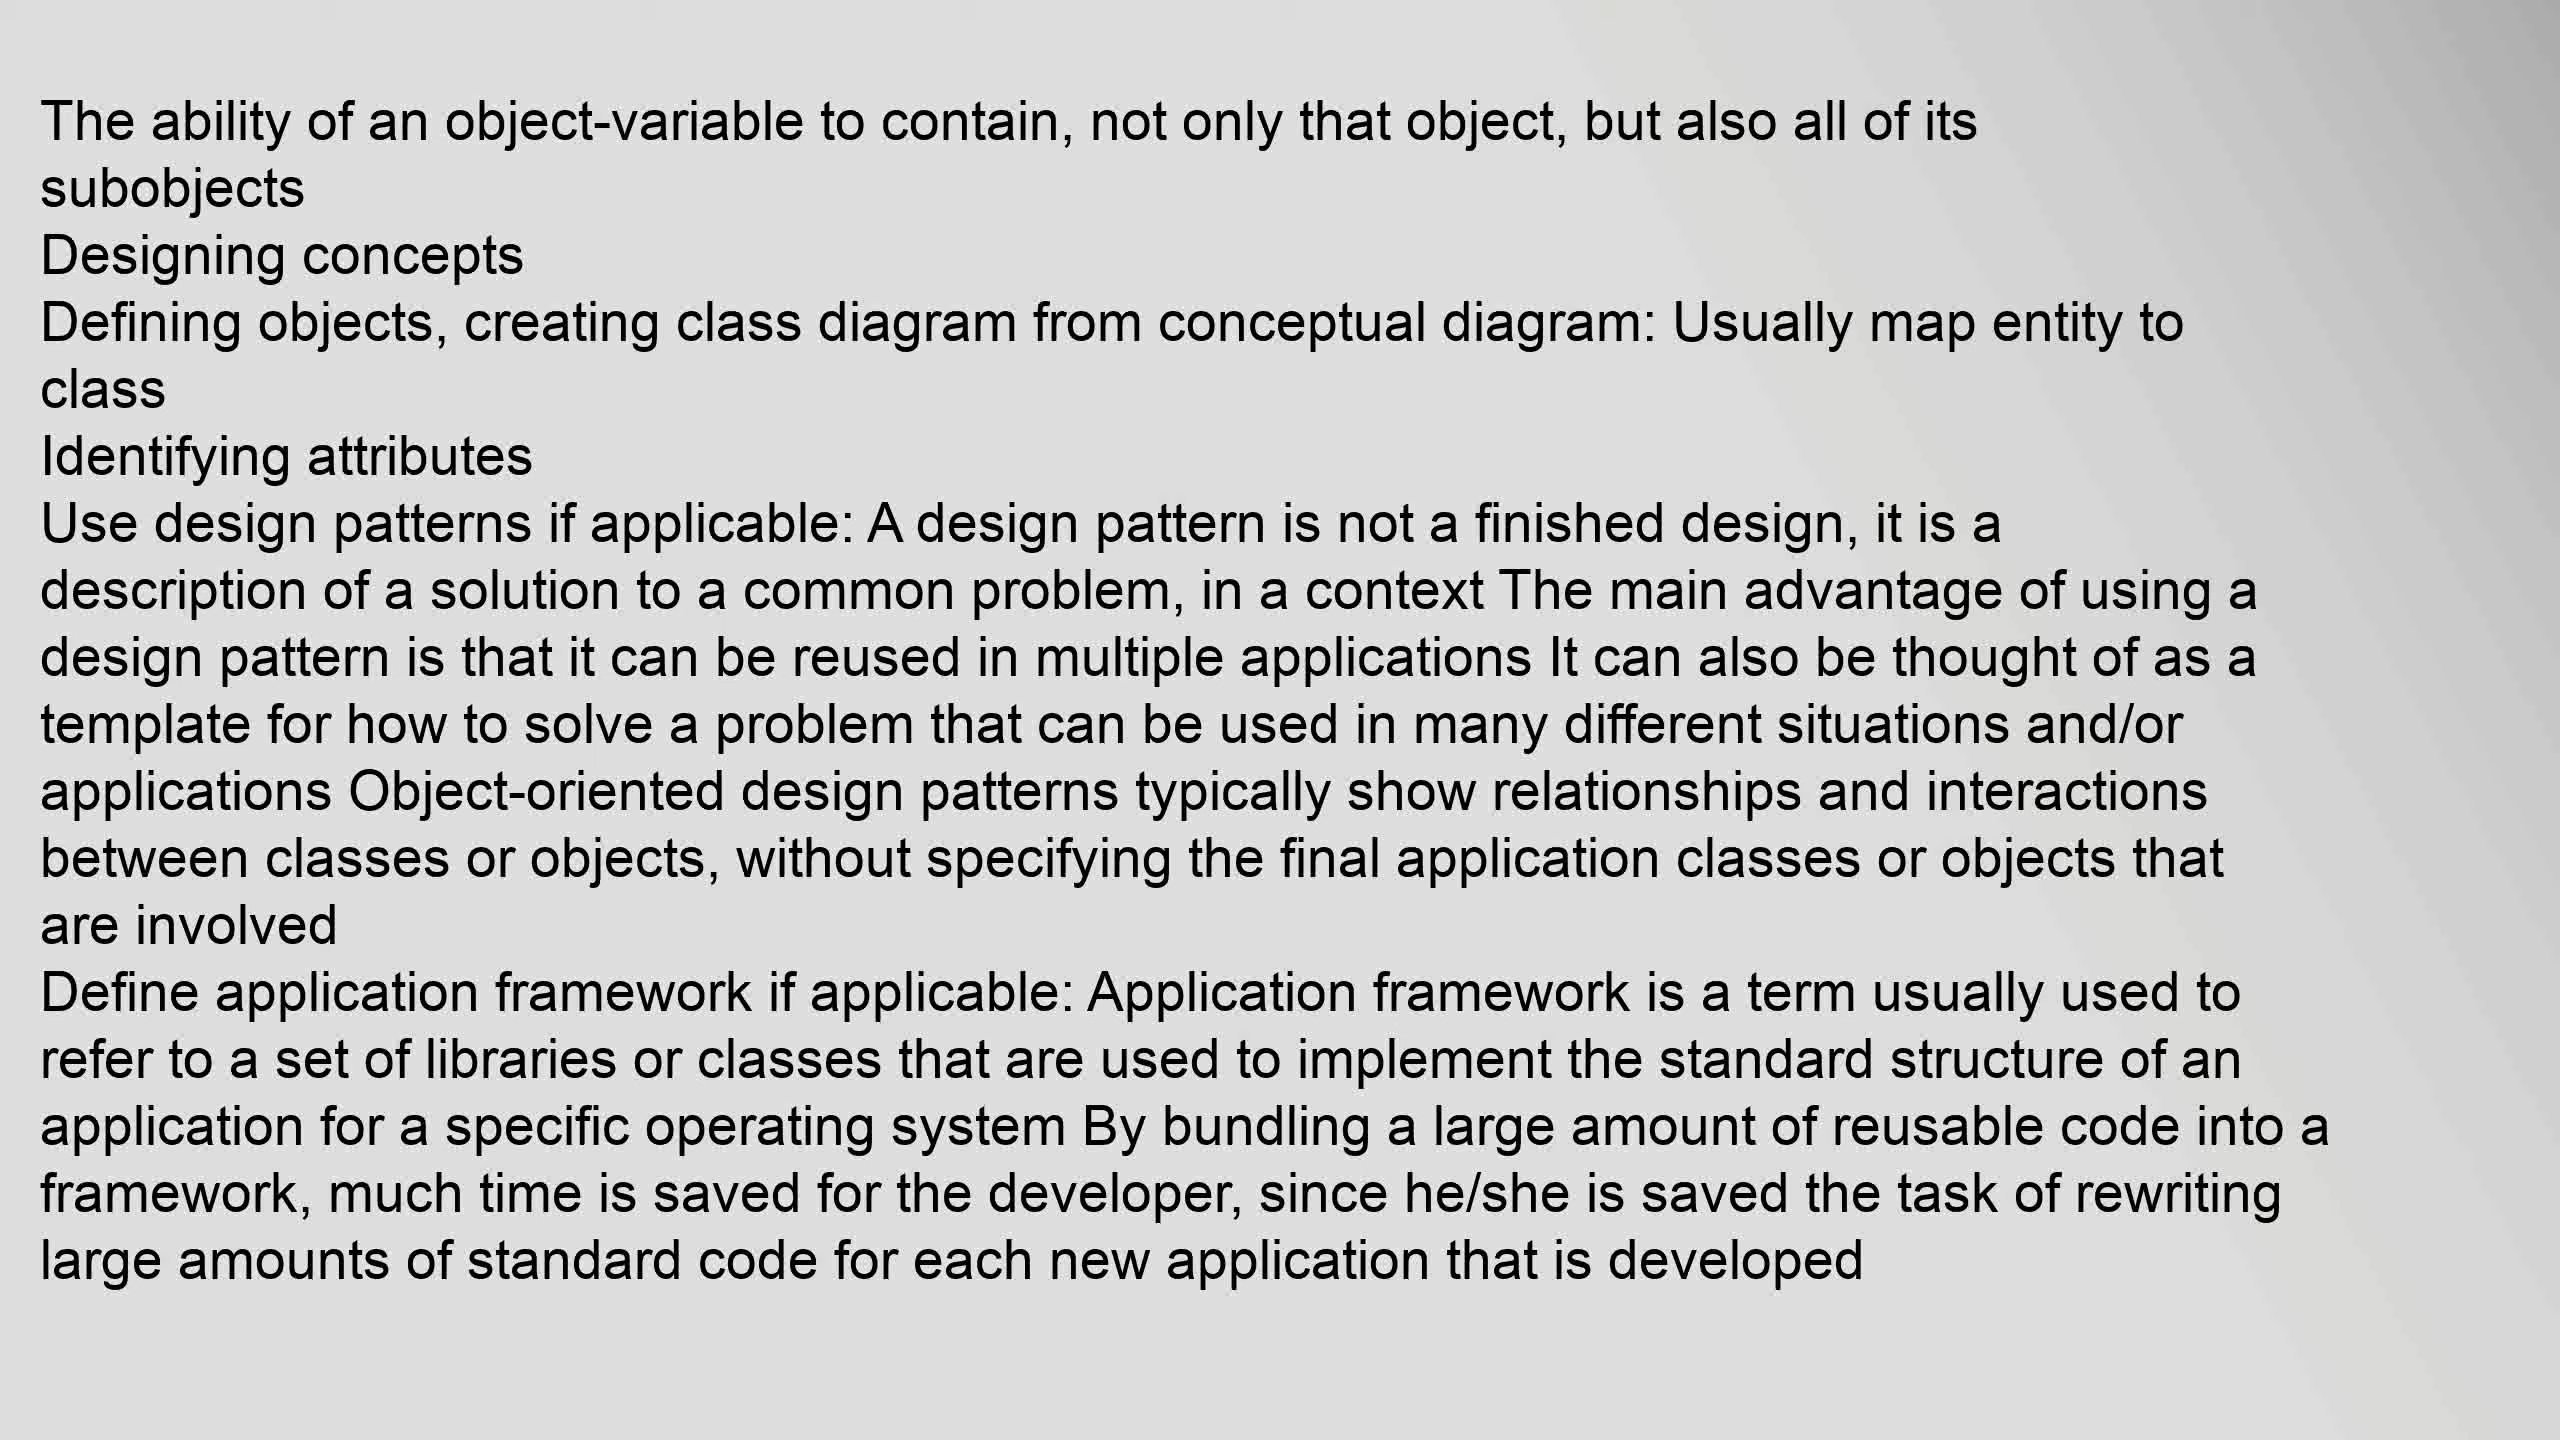 The ability of an object-variable to contain, not only that object, but also all of its
subobjects
Designing concepts
Defining objects, creating class diagram from conceptual diagram: Usually map entity to
class
Identifying attributes
Use design patterns if applicable: A design pattern is not a finished design, it is a
description of a solution to a common problem, in a context The main advantage of using a
design pattern is that it can be reused in multiple applications It can also be thought of as a
template for how to solve a problem that can be used in many different situations and/or
applications Object-oriented design patterns typically show relationships and interactions
between classes or objects, without specifying the final application classes or objects that
are involved
Define application framework if applicable: Application framework is a term usually used to
refer to a set of libraries or classes that are used to implement the standard structure of an
application for a specific operating system By bundling a large amount of reusable code into a
framework, much time is saved for the developer, since he/she is saved the task of rewriting
large amounts of standard code for each new application that is developed